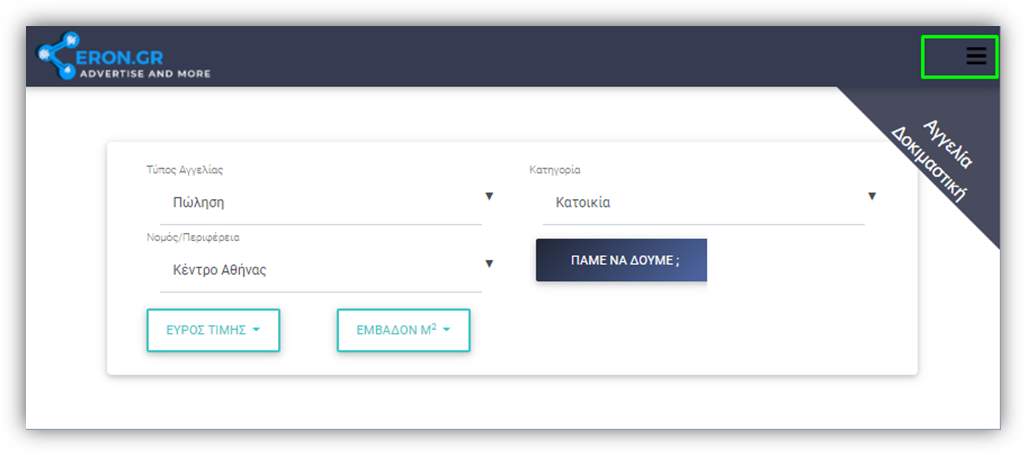 ERON.GR
ADVERTISE AND MORE
Αγγελία
Δοκιμαστική
Τύπος Αγγελίας
Πώληση
Κατηγορία
Κατοικία
Νομός/Περιφέρεια
Κέντρο Αθήνας
ΠΑΜΕ ΝΑ ΔΟΥΜΕ ;
ΕΥΡΟΣ ΤΙΜΗΣ
ΕΜΒΑΔΟΝ Μ²